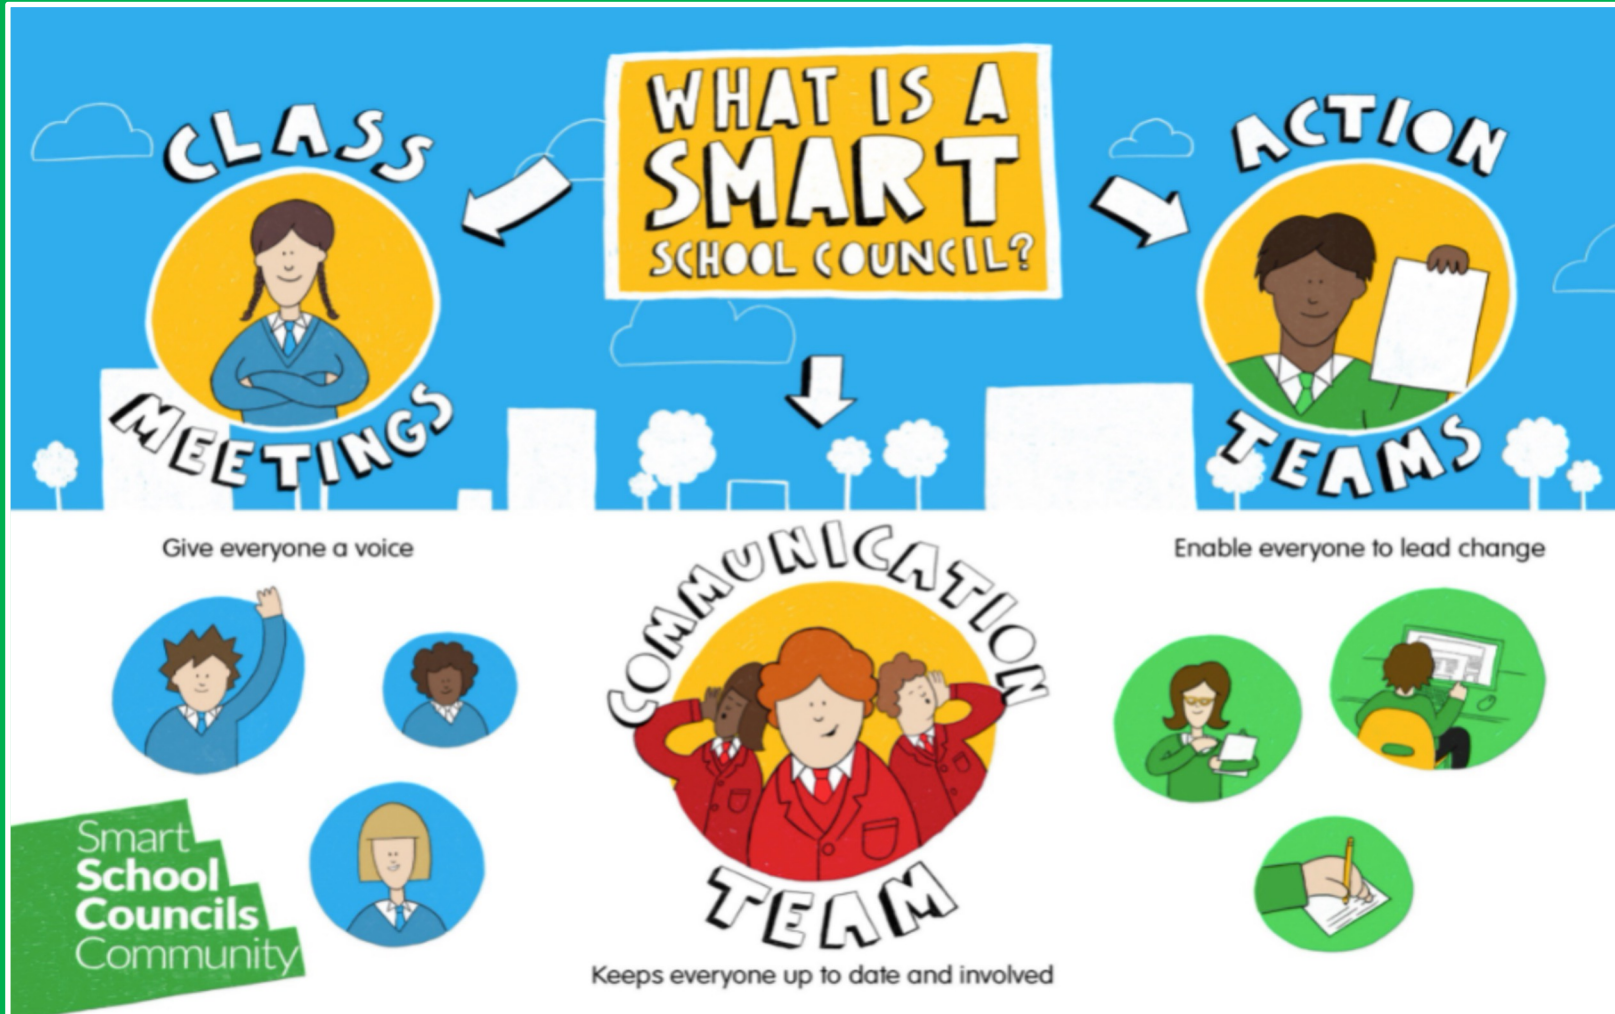 WHAT IS A
SMART
SCHOOL COUNCIL?
CLASS
MEETINGS
Give everyone a voice
COMMUNICATION
TEAM
Keeps everyone up to date and involved
ACTION
TEAMS
Enable everyone to lead change
Smart
School
Councils
Community